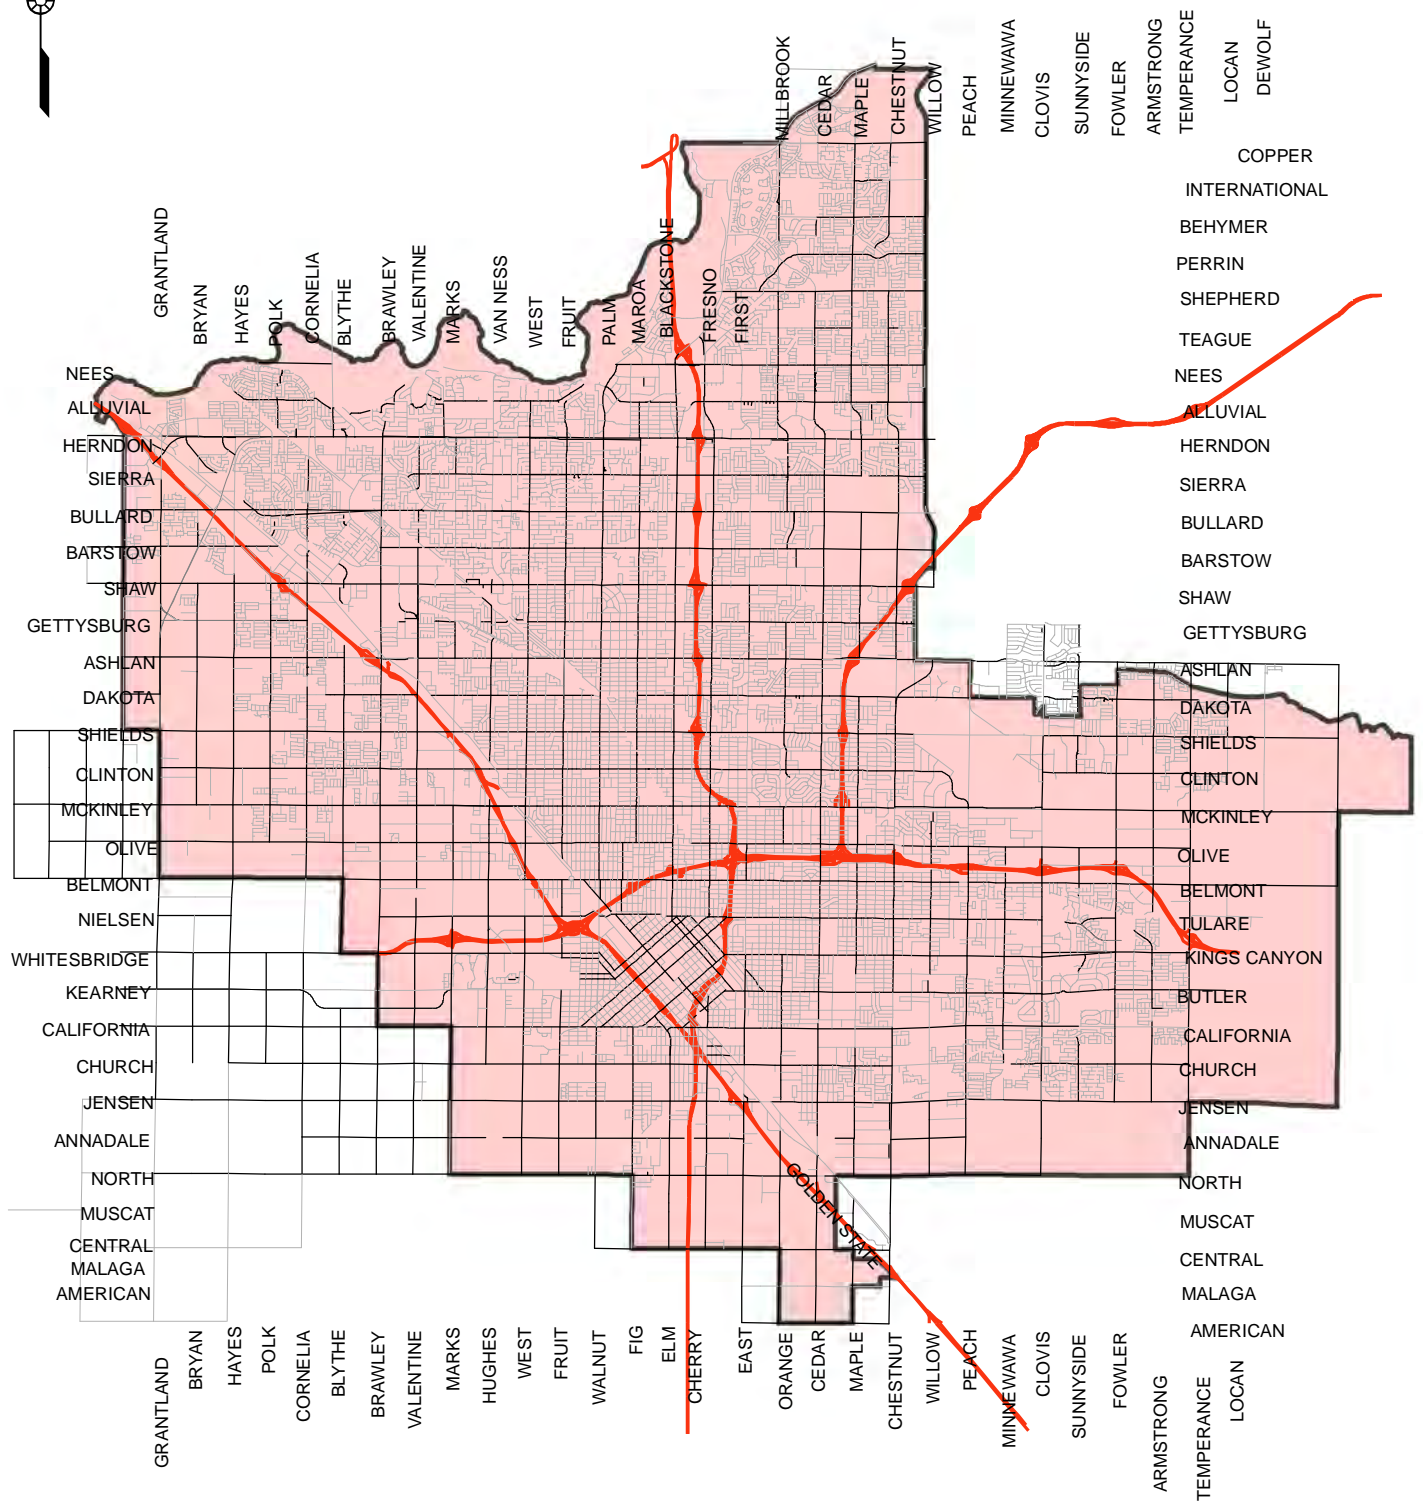 MILLBROOK
CEDAR
MAPLE
CHESTNUT
WILLOW
PEACH
MINNEWAWA
CLOVIS
SUNNYSIDE
FOWLER
ARMSTRONG
TEMPERANCE
LOCAN
DEWOLF
GRANTLAND
BRYAN
HAYES
POLK
CORNELIA
BLYTHE
BRAWLEY
VALENTINE
MARKS
VAN NESS
WEST
FRUIT
PALM
MAROA
BLACKSTONE
FRESNO
FIRST
COPPER
INTERNATIONAL
BEHYMER
PERRIN
SHEPHERD
TEAGUE
NEES
ALLUVIAL
HERNDON
SIERRA
BULLARD
BARSTOW
SHAW
GETTYSBURG
ASHLAN
DAKOTA
SHIELDS
CLINTON
MCKINLEY
OLIVE
BELMONT
TULARE
KINGS CANYON
BUTLER
CALIFORNIA
CHURCH
JENSEN
ANNADALE
NORTH
MUSCAT
CENTRAL
MALAGA
AMERICAN
NEES
ALLUVIAL
HERNDON
SIERRA
BULLARD
BARSTOW
SHAW
GETTYSBURG
ASHLAN
DAKOTA
SHIELDS
CLINTON
MCKINLEY
OLIVE
BELMONT
NIELSEN
WHITESBRIDGE
KEARNEY
CALIFORNIA
CHURCH
JENSEN
ANNADALE
NORTH
MUSCAT
CENTRAL
MALAGA
AMERICAN
GOLDEN STATE
GRANTLAND
BRYAN
HAYES
POLK
CORNELIA
BLYTHE
BRAWLEY
VALENTINE
MARKS
HUGHES
WEST
FRUIT
WALNUT
FIG
ELM
CHERRY
EAST
ORANGE
CEDAR
MAPLE
CHESTNUT
WILLOW
PEACH
MINNEWAWA
CLOVIS
SUNNYSIDE
FOWLER
ARMSTRONG
TEMPERANCE
LOCAN